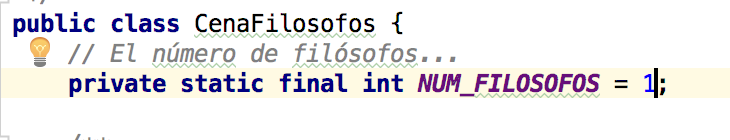 public class CenaFilosofos {
// El número de filósofos...
private static final int NUM_FILOSOFOS = 1;